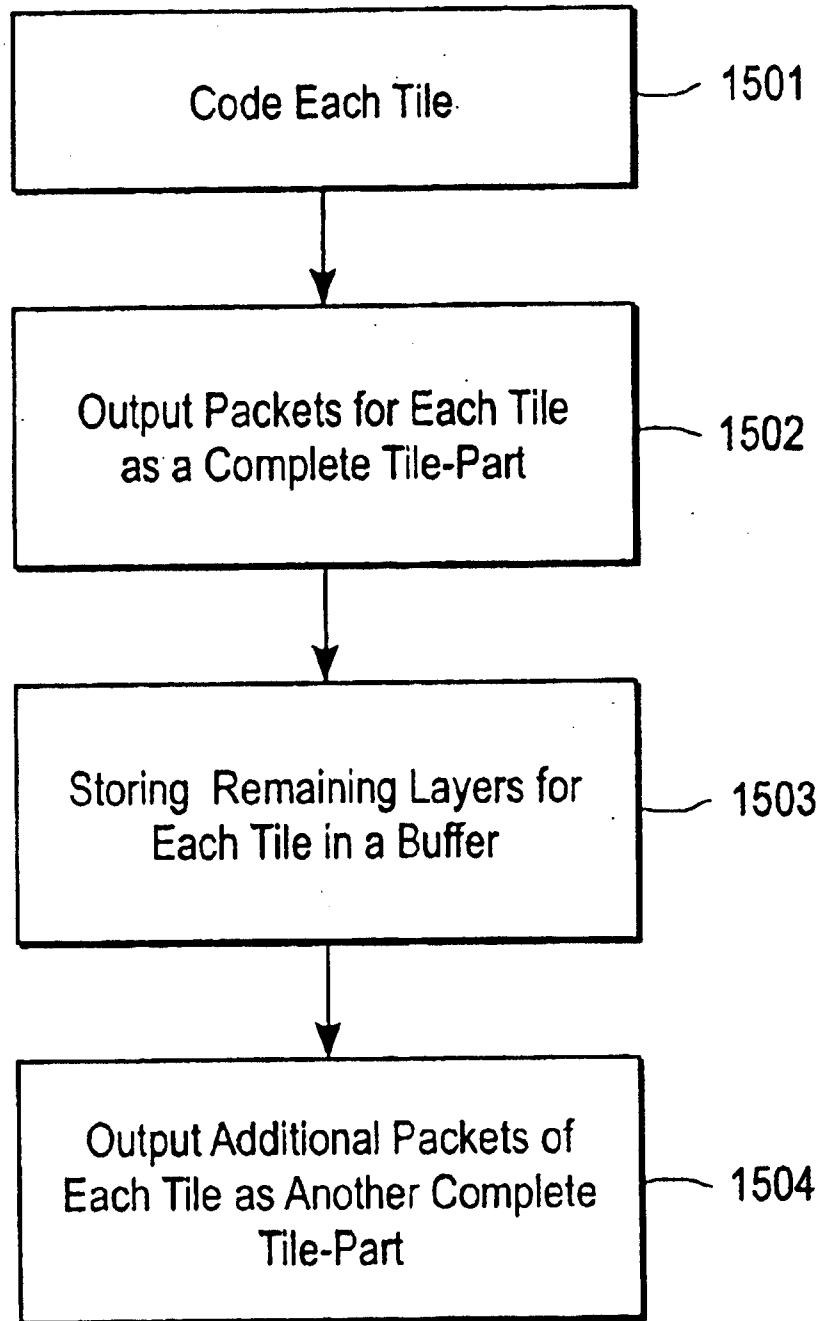 Code Each Tile
1501
Output Packets for Each Tile
as a Complete Tile-Part
1502
Storing Remaining Layers for
Each Tile in a Buffer
1503
Output Additional Packets of
Each Tile as Another Complete
Tile-Part
1504